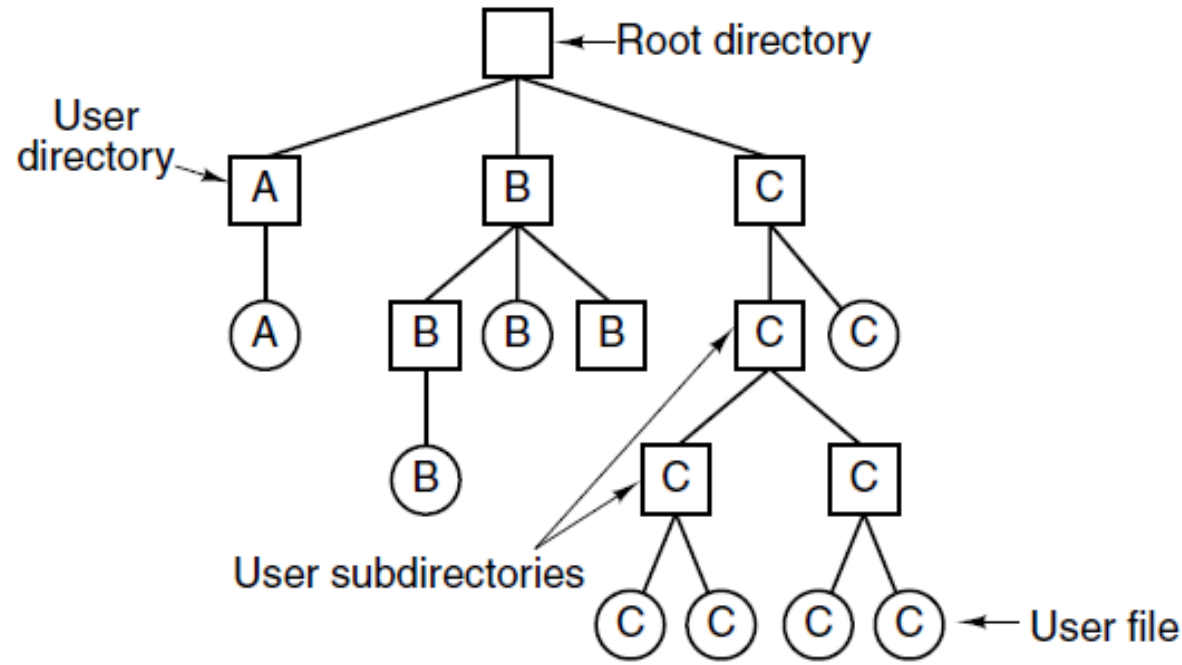 Root directory
User
directory
A
B
C
A
B
B
B
C
C
B
C
C
User subdirectories
C
C
C
C
User file